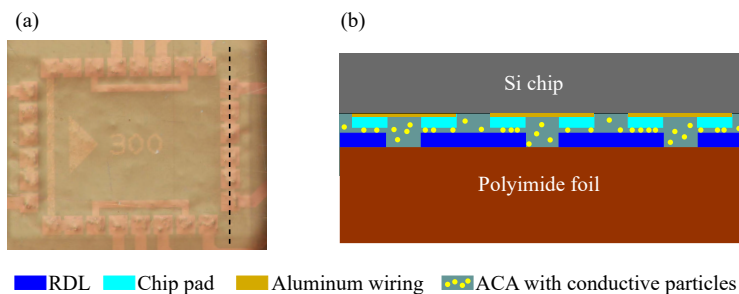 (a)
(b)
300
Si chip
Polyimide foil
RDL Chip pad Aluminum wiring ACA with conductive particles